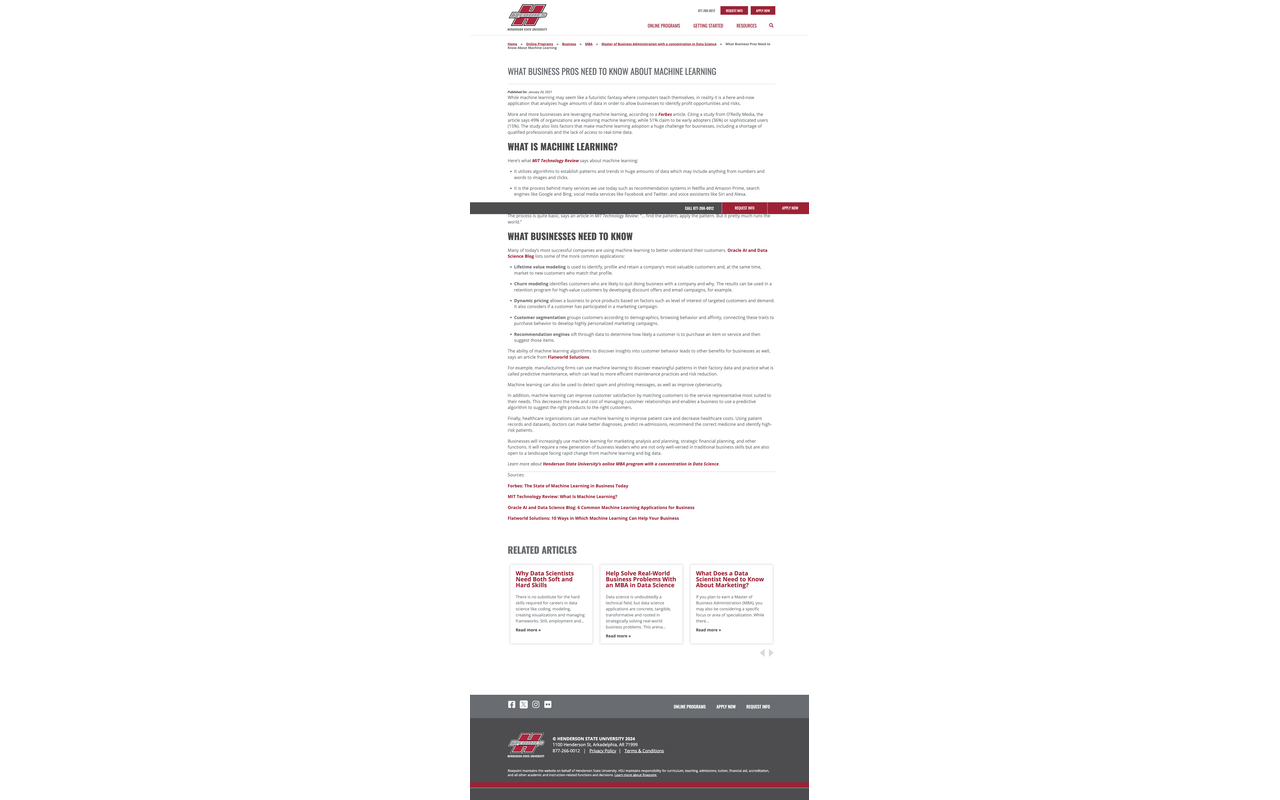 HENDERSON STATE UNIVERSITY
877-266-0012
REQUEST INFO
APPLY NOW
ONLINE PROGRAMS
GETTING STARTED
RESOURCES
Home » Online Programs » Business » MBA » Master of Business Administration with a concentration in Data Science » What Business Pros Need to
Know About Machine Learning
WHAT BUSINESS PROS NEED TO KNOW ABOUT MACHINE LEARNING
Published On: January 26, 2021
While machine learning may seem like a futuristic fantasy where computers teach themselves, in reality it is a here-and-now
application that analyzes huge amounts of data in order to allow businesses to identify profit opportunities and risks.
More and more businesses are leveraging machine learning, according to a Forbes article. Citing a study from O'Reilly Media, the
article says 49% of organizations are exploring machine learning, while 51% claim to be early adopters (36%) or sophisticated users
(15%). The study also lists factors that make machine learning adoption a huge challenge for businesses, including a shortage of
qualified professionals and the lack of access to real-time data.
WHAT IS MACHINE LEARNING?
Here's what MIT Technology Review says about machine learning:
• It utilizes algorithms to establish patterns and trends in huge amounts of data which may include anything from numbers and
words to images and clicks.
• It is the process behind many services we use today such as recommendation systems in Netflix and Amazon Prime, search
engines like Google and Bing, social media services like Facebook and Twitter, and voice assistants like Siri and Alexa.
CALL 877-266-0012
REQUEST INFO
APPLY NOW
The process is quite basic, says an article in MIT Technology Review: "... find the pattern, apply the pattern. But it pretty much runs the
world."
WHAT BUSINESSES NEED TO KNOW
Many of today's most successful companies are using machine learning to better understand their customers. Oracle AI and Data
Science Blog lists some of the more common applications:
• Lifetime value modeling is used to identify, profile and retain a company's most valuable customers and, at the same time,
market to new customers who match that profile.
• Churn modeling identifies customers who are likely to quit doing business with a company and why. The results can be used in a
retention program for high-value customers by developing discount offers and email campaigns, for example.
• Dynamic pricing allows a business to price products based on factors such as level of interest of targeted customers and demand.
It also considers if a customer has participated in a marketing campaign.
• Customer segmentation groups customers according to demographics, browsing behavior and affinity, connecting these traits to
purchase behavior to develop highly personalized marketing campaigns.
• Recommendation engines sift through data to determine how likely a customer is to purchase an item or service and then
suggest those items.
The ability of machine learning algorithms to discover insights into customer behavior leads to other benefits for businesses as well,
says an article from Flatworld Solutions.
For example, manufacturing firms can use machine learning to discover meaningful patterns in their factory data and practice what is
called predictive maintenance, which can lead to more efficient maintenance practices and risk reduction.
Machine learning can also be used to detect spam and phishing messages, as well as improve cybersecurity.
In addition, machine learning can improve customer satisfaction by matching customers to the service representative most suited to
their needs. This decreases the time and cost of managing customer relationships and enables a business to use a predictive
algorithm to suggest the right products to the right customers.
Finally, healthcare organizations can use machine learning to improve patient care and decrease healthcare costs. Using patient
records and datasets, doctors can make better diagnoses, predict re-admissions, recommend the correct medicine and identify high-
risk patients.
Businesses will increasingly use machine learning for marketing analysis and planning, strategic financial planning, and other
functions. It will require a new generation of business leaders who are not only well-versed in traditional business skills but are also
open to a landscape facing rapid change from machine learning and big data.
Learn more about Henderson State University's online MBA program with a concentration in Data Science.
Sources:
Forbes: The State of Machine Learning in Business Today
MIT Technology Review: What Is Machine Learning?
Oracle AI and Data Science Blog: 6 Common Machine Learning Applications for Business
Flatworld Solutions: 10 Ways in Which Machine Learning Can Help Your Business
RELATED ARTICLES
Why Data Scientists
Need Both Soft and
Hard Skills
There is no substitute for the hard
skills required for careers in data
science like coding, modeling,
creating visualizations and managing
frameworks. Still, employment and...
Read more »
Help Solve Real-World
Business Problems With
an MBA in Data Science
Data science is undoubtedly a
technical field, but data science
applications are concrete, tangible,
transformative and rooted in
strategically solving real-world
business problems. This arena...
Read more »
What Does a Data
Scientist Need to Know
About Marketing?
If you plan to earn a Master of
Business Administration (MBA), you
may also be considering a specific
focus or area of specialization. While
there...
Read more »
ONLINE PROGRAMS
APPLY NOW
REQUEST INFO
HENDERSON STATE UNIVERSITY
© HENDERSON STATE UNIVERSITY 2024
1100 Henderson St, Arkadelphia, AR 71999
877-266-0012 | Privacy Policy | Terms & Conditions
Risepoint maintains the website on behalf of Henderson State University. HSU maintains responsibility for curriculum, teaching, admissions, tuition, financial aid, accreditation,
and all other academic and instruction-related functions and decisions. Learn more about Risepoint.